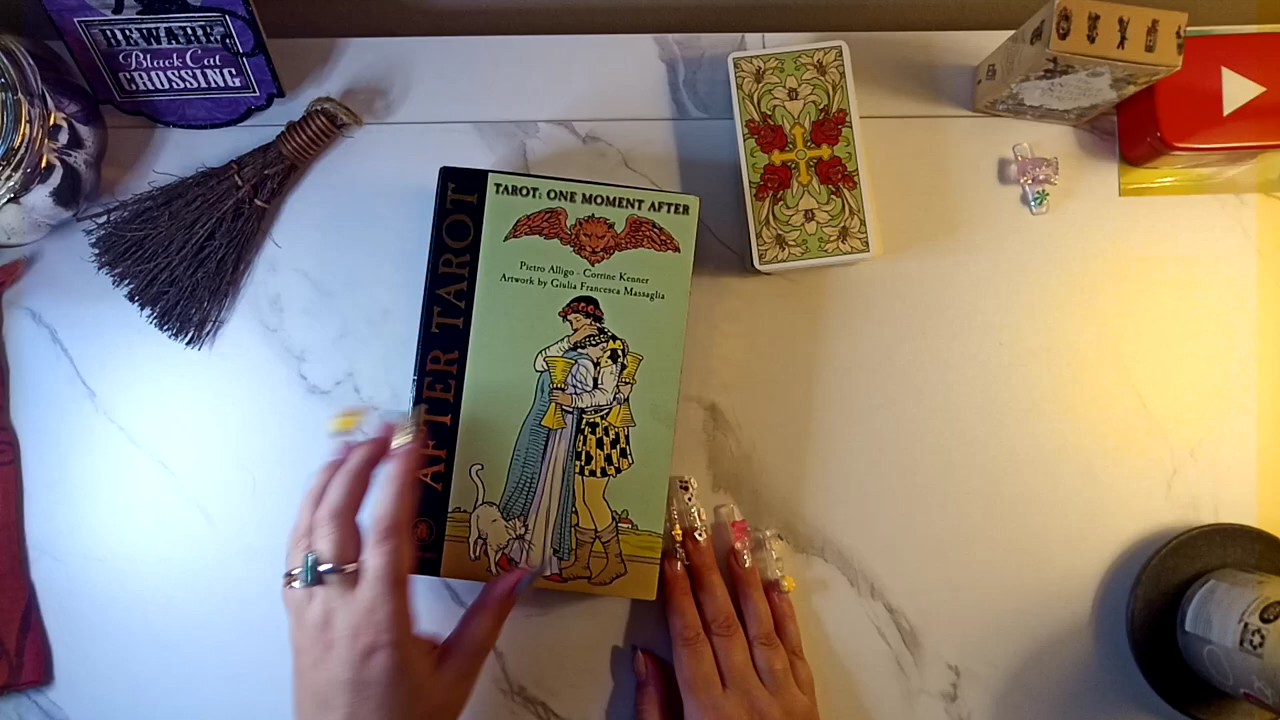 BEWARE
Black Cat
CROSSING
AFTER TAROT
TAROT: ONE MOMENT AFTER
Pietro Alligo - Corrine Kenner
Artwork by Giulia Francesca Massaglia